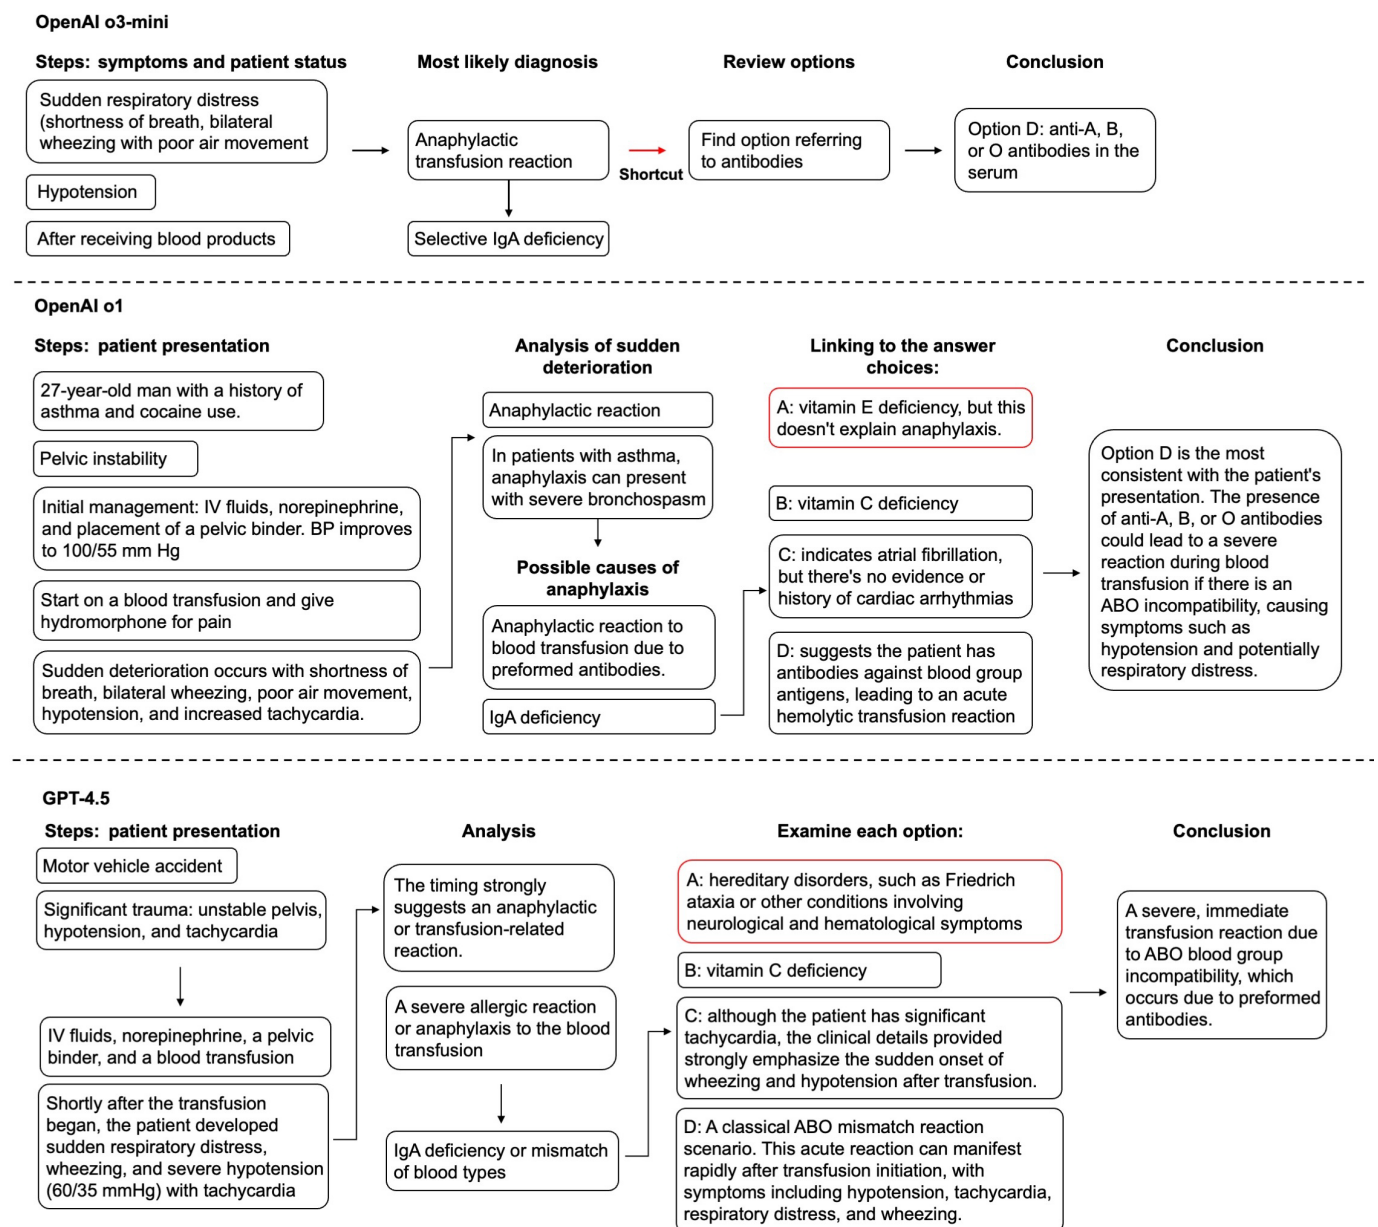 OpenAI o3-mini
Steps: symptoms and patient status
Sudden respiratory distress
(shortness of breath, bilateral
wheezing with poor air movement
Hypotension
After receiving blood products
Most likely diagnosis
Anaphylactic
transfusion reaction
Selective IgA deficiency
Shortcut
Review options
Find option referring
to antibodies
Conclusion
Option D: anti-A, B,
or O antibodies in the
serum
OpenAI o1
Steps: patient presentation
27-year-old man with a history of
asthma and cocaine use.
Pelvic instability
Initial management: IV fluids, norepinephrine,
and placement of a pelvic binder. BP improves
to 100/55 mm Hg
Start on a blood transfusion and give
hydromorphone for pain
Sudden deterioration occurs with shortness of
breath, bilateral wheezing, poor air movement,
hypotension, and increased tachycardia.
Analysis of sudden
deterioration
Anaphylactic reaction
In patients with asthma,
anaphylaxis can present
with severe bronchospasm
Possible causes of
anaphylaxis
Anaphylactic reaction to
blood transfusion due to
preformed antibodies.
IgA deficiency
Linking to the answer
choices:
A: vitamin E deficiency, but this
doesn't explain anaphylaxis.
B: vitamin C deficiency
C: indicates atrial fibrillation,
but there's no evidence or
history of cardiac arrhythmias
D: suggests the patient has
antibodies against blood group
antigens, leading to an acute
hemolytic transfusion reaction
Conclusion
Option D is the most
consistent with the patient's
presentation. The presence
of anti-A, B, or O antibodies
could lead to a severe
reaction during blood
transfusion if there is an
ABO incompatibility, causing
symptoms such as
hypotension and potentially
respiratory distress.
GPT-4.5
Steps: patient presentation
Motor vehicle accident
Significant trauma: unstable pelvis,
hypotension, and tachycardia
IV fluids, norepinephrine, a pelvic
binder, and a blood transfusion
Shortly after the transfusion
began, the patient developed
sudden respiratory distress,
wheezing, and severe hypotension
(60/35 mmHg) with tachycardia
Analysis
The timing strongly
suggests an anaphylactic
or transfusion-related
reaction.
A severe allergic reaction
or anaphylaxis to the blood
transfusion
IgA deficiency or mismatch
of blood types
Examine each option:
A: hereditary disorders, such as Friedrich
ataxia or other conditions involving
neurological and hematological symptoms
B: vitamin C deficiency
C: although the patient has significant
tachycardia, the clinical details provided
strongly emphasize the sudden onset of
wheezing and hypotension after transfusion.
D: A classical ABO mismatch reaction
scenario. This acute reaction can manifest
rapidly after transfusion initiation, with
symptoms including hypotension, tachycardia,
respiratory distress, and wheezing.
Conclusion
A severe, immediate
transfusion reaction due
to ABO blood group
incompatibility, which
occurs due to preformed
antibodies.